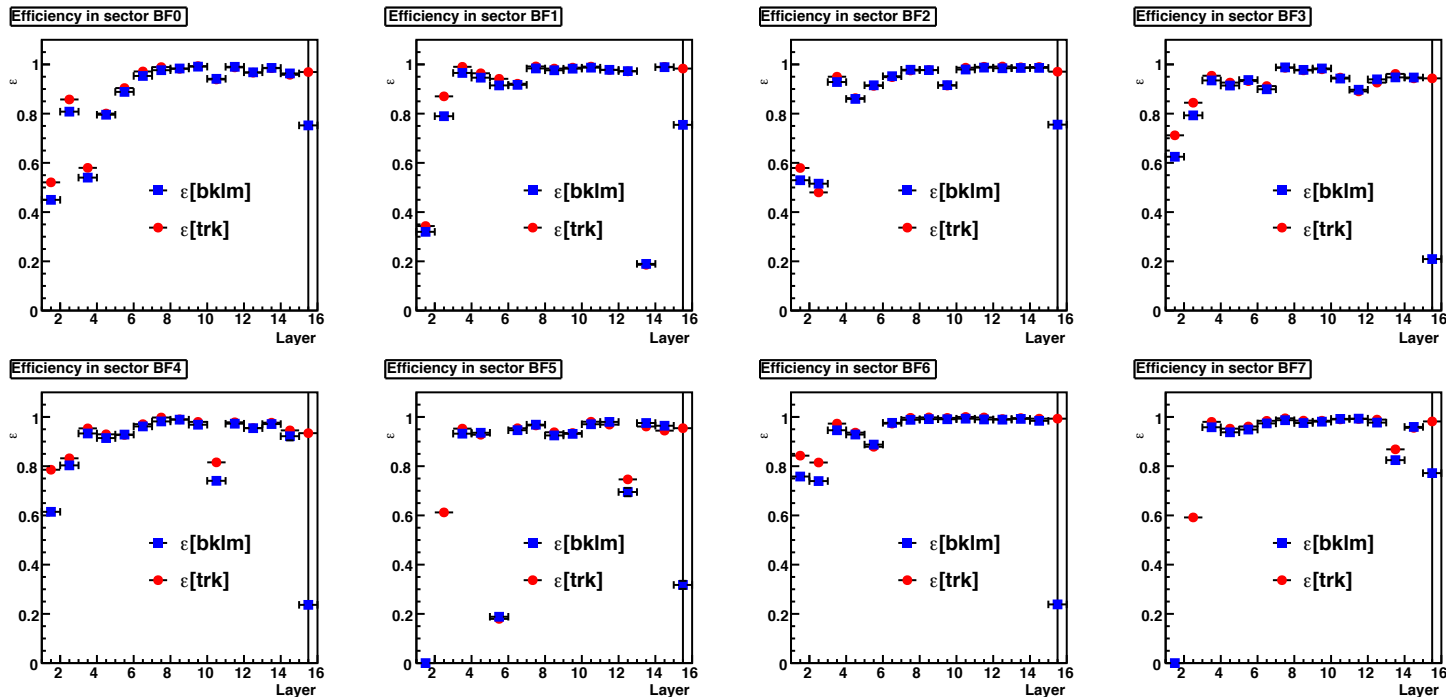 Efficiency in sector BF0
ε
1
0.8
0.6
0.4
0.2
0
ε[bklm]
ε[trk]
2 4 6 8 10 12 14 16
Layer
Efficiency in sector BF1
ε
1
0.8
0.6
0.4
0.2
0
ε[bklm]
ε[trk]
2 4 6 8 10 12 14 16
Layer
Efficiency in sector BF2
ε
1
0.8
0.6
0.4
0.2
0
ε[bklm]
ε[trk]
2 4 6 8 10 12 14 16
Layer
Efficiency in sector BF3
ε
1
0.8
0.6
0.4
0.2
0
ε[bklm]
ε[trk]
2 4 6 8 10 12 14 16
Layer
Efficiency in sector BF4
ε
1
0.8
0.6
0.4
0.2
0
ε[bklm]
ε[trk]
2 4 6 8 10 12 14 16
Layer
Efficiency in sector BF5
ε
1
0.8
0.6
0.4
0.2
0
ε[bklm]
ε[trk]
2 4 6 8 10 12 14 16
Layer
Efficiency in sector BF6
ε
1
0.8
0.6
0.4
0.2
0
ε[bklm]
ε[trk]
2 4 6 8 10 12 14 16
Layer
Efficiency in sector BF7
ε
1
0.8
0.6
0.4
0.2
0
ε[bklm]
ε[trk]
2 4 6 8 10 12 14 16
Layer